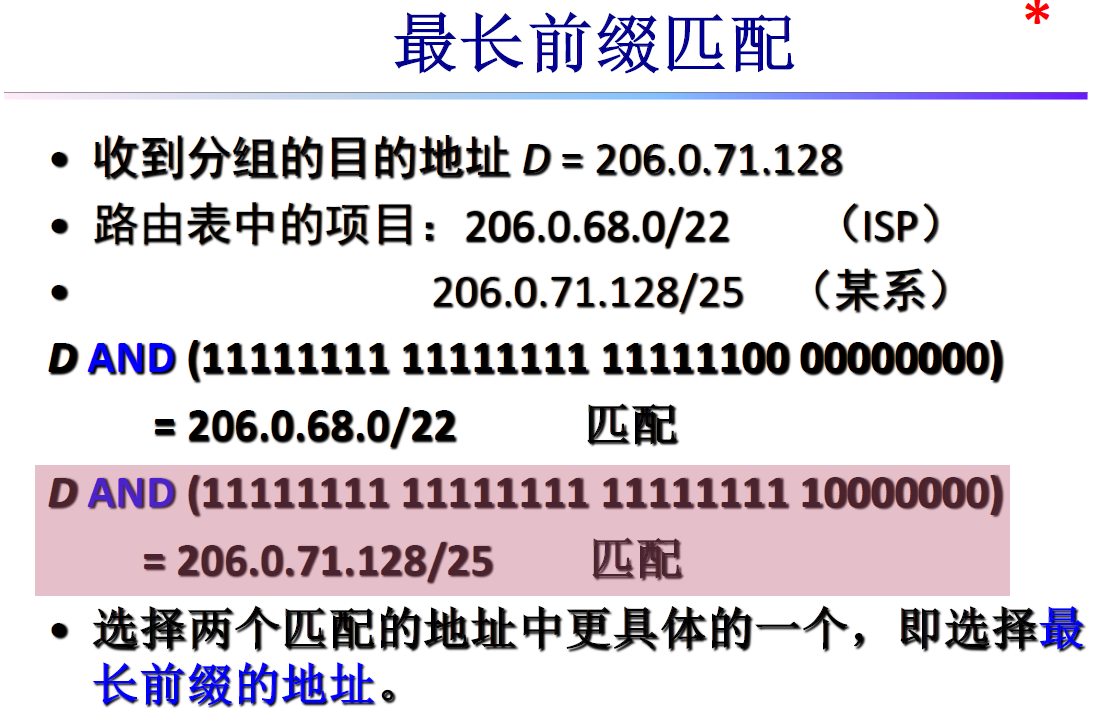 最长前缀匹配
*
• 收到分组的目的地址 D = 206.0.71.128
• 路由表中的项目：206.0.68.0/22 （ISP）
• 206.0.71.128/25 （某系）
D AND (11111111 11111111 11111100 00000000)
= 206.0.68.0/22 匹配
D AND (11111111 11111111 11111111 10000000)
= 206.0.71.128/25 匹配
• 选择两个匹配的地址中更具体的一个，即选择最
长前缀的地址。